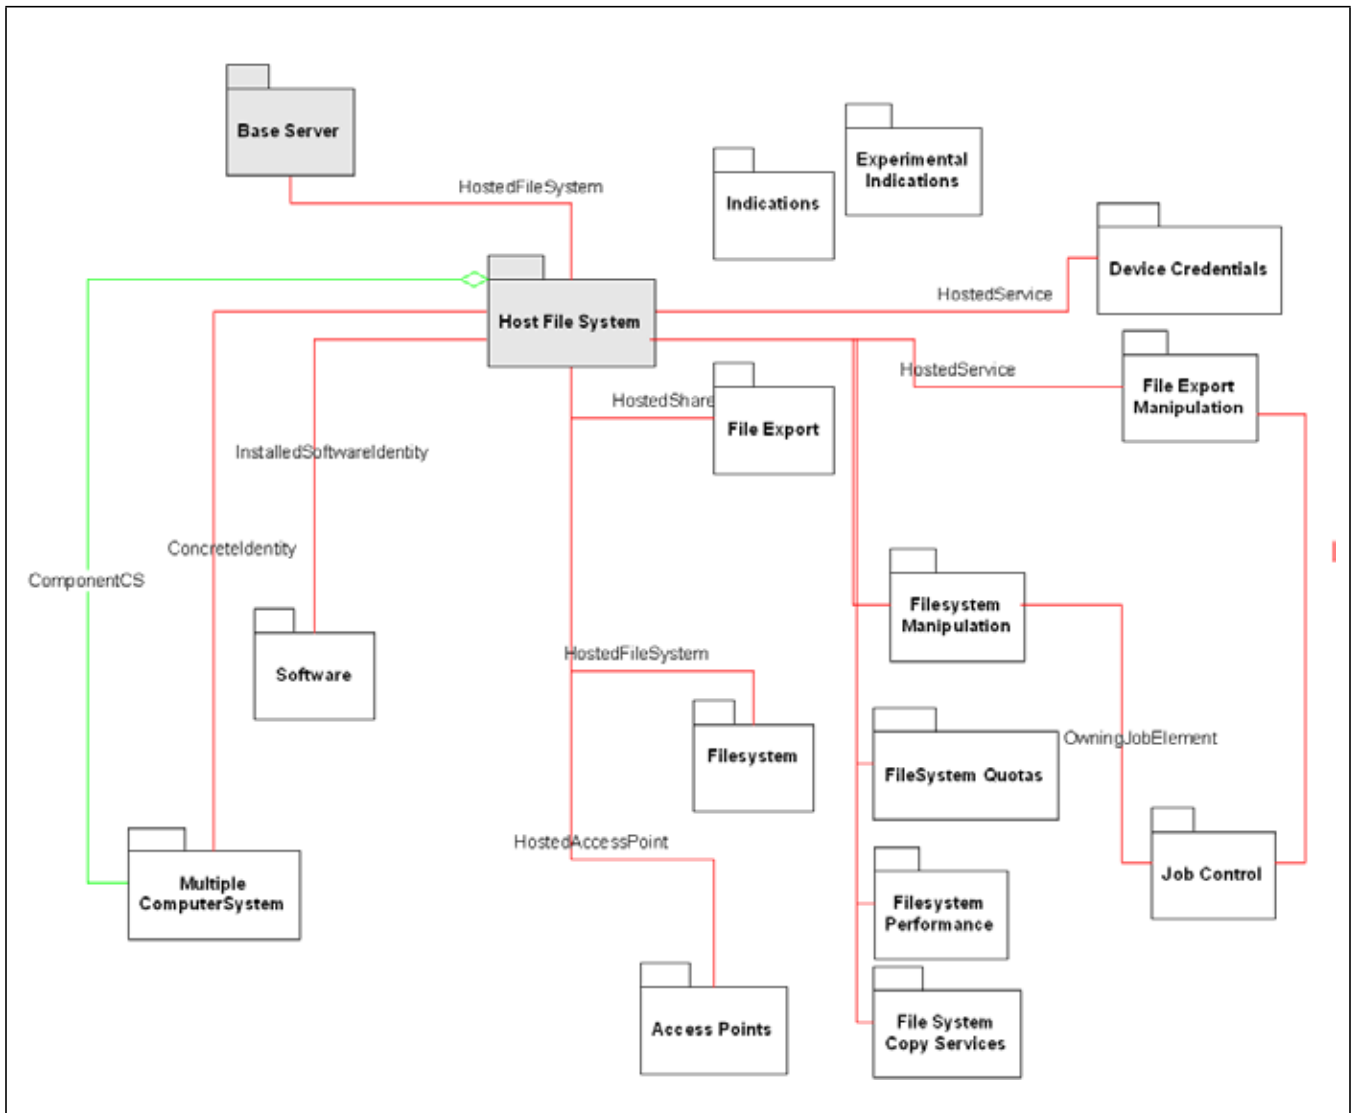 Base Server
Experimental
Indications
HostedFileSystem
Indications
Device Credentials
HostedService
Host File System
HostedService
File Export
Manipulation
HostedShare
File Export
InstalledSoftwareIdentity
ConcreteIdentity
ComponentCS
Filesystem
Manipulation
HostedFileSystem
Software
OwningJobElement
Filesystem
FileSystem Quotas
HostedAccessPoint
Job Control
Multiple
ComputerSystem
Filesystem
Performance
Access Points
File System
Copy Services